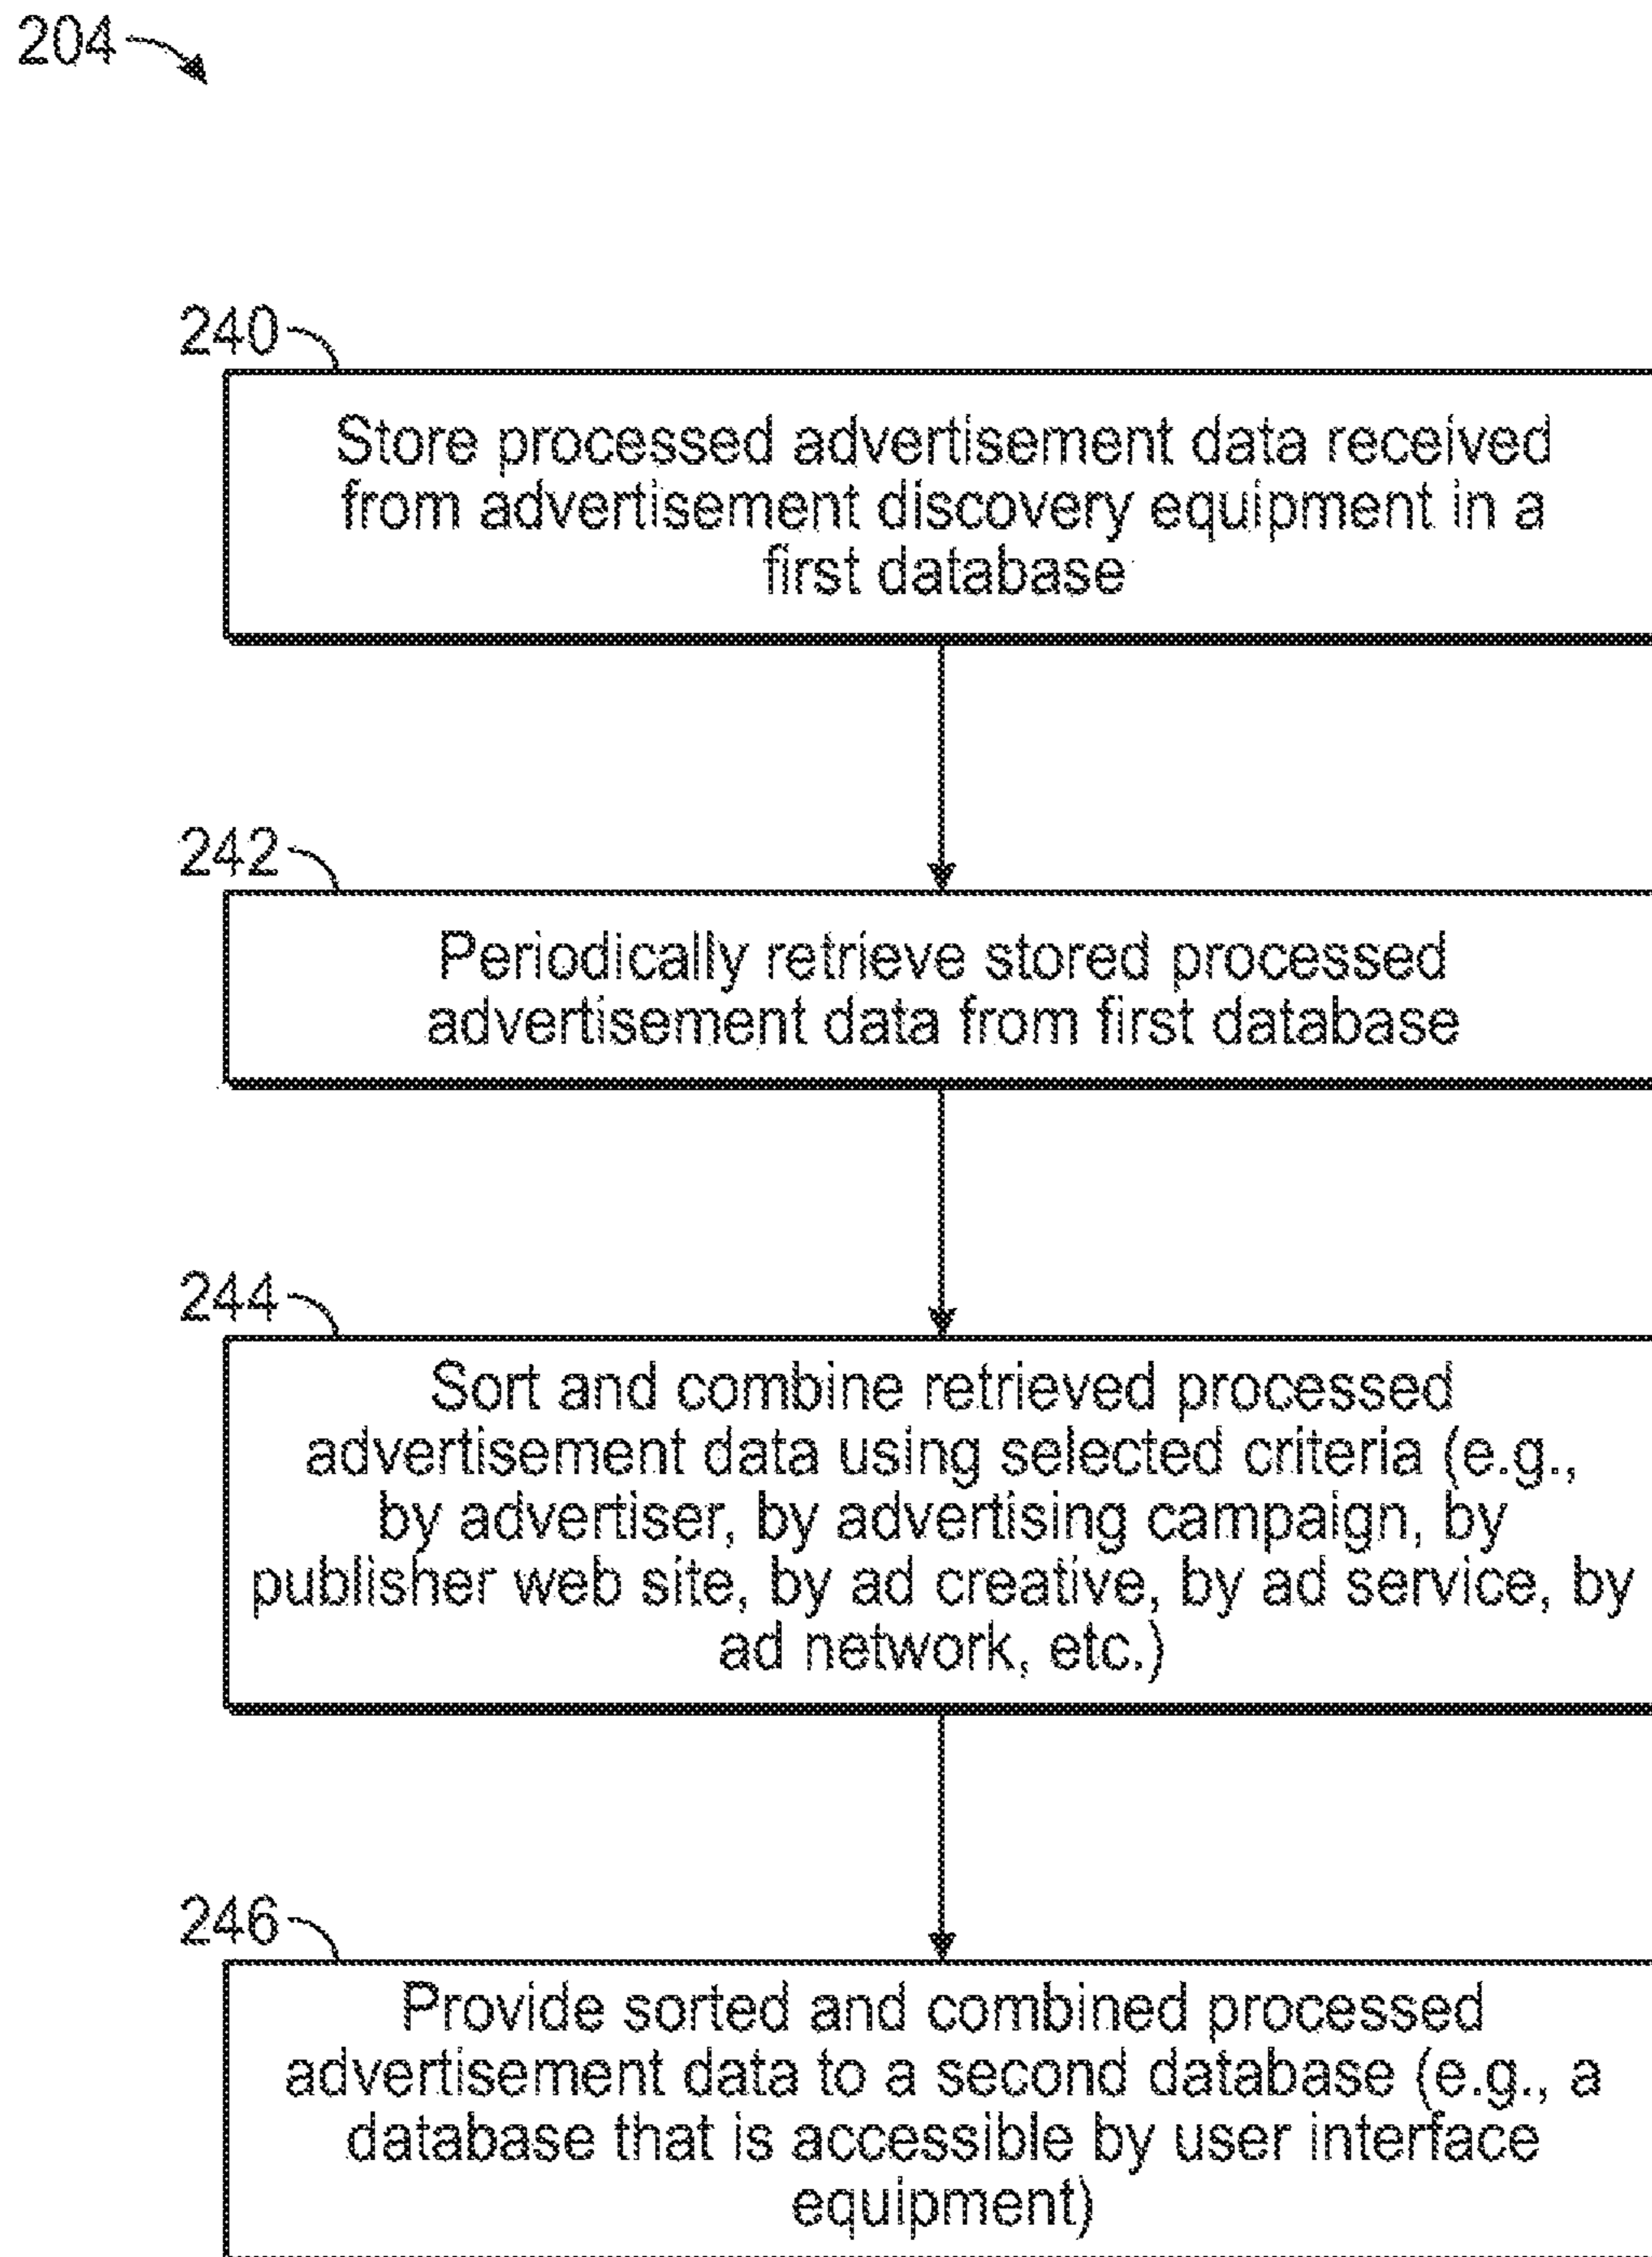 204
240
Store processed advertisement data received
from advertisement discovery equipment in a
first database
242
Periodically retrieve stored processed
advertisement data from first database
244
Sort and combine retrieved processed
advertisement data using selected criteria (e.g.,
by advertiser, by advertising campaign, by
publisher web site, by ad creative, by ad service, by
ad network, etc.)
246
Provide sorted and combined processed
advertisement data to a second database (e.g., a
database that is accessible by user interface
equipment)